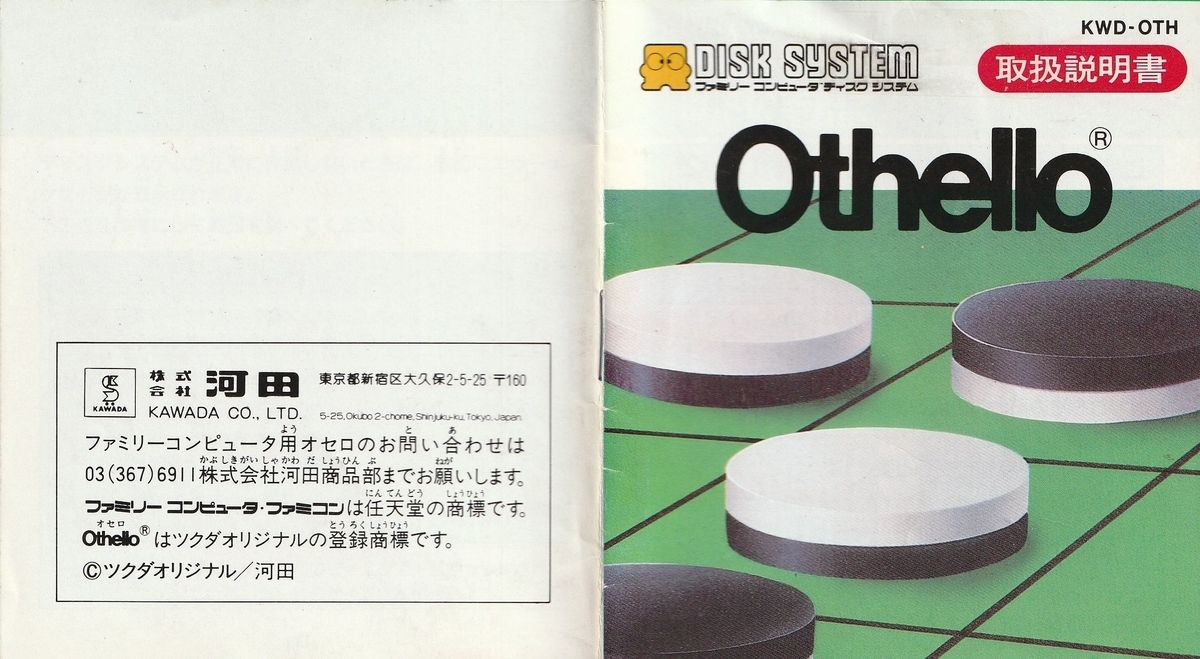 KAWADA
株式会社 河田
東京都新宿区大久保2-5-25 〒160
KAWADA CO., LTD.
5-25, Okubo 2-chome, Shinjuku-ku, Tokyo, Japan.
ファミリーコンピュータ用オセロのお問い合わせは
03(367)6911株式会社河田商品部までお願いします。
ファミリーコンピュータ・ファミコンは任天堂の商標です。
Othello®はツクダオリジナルの登録商標です。
©ツクダオリジナル/河田
KWD-OTH
DISK SYSTEM
ファミリー コンピュータ ディスク システム
取扱説明書
Othello®